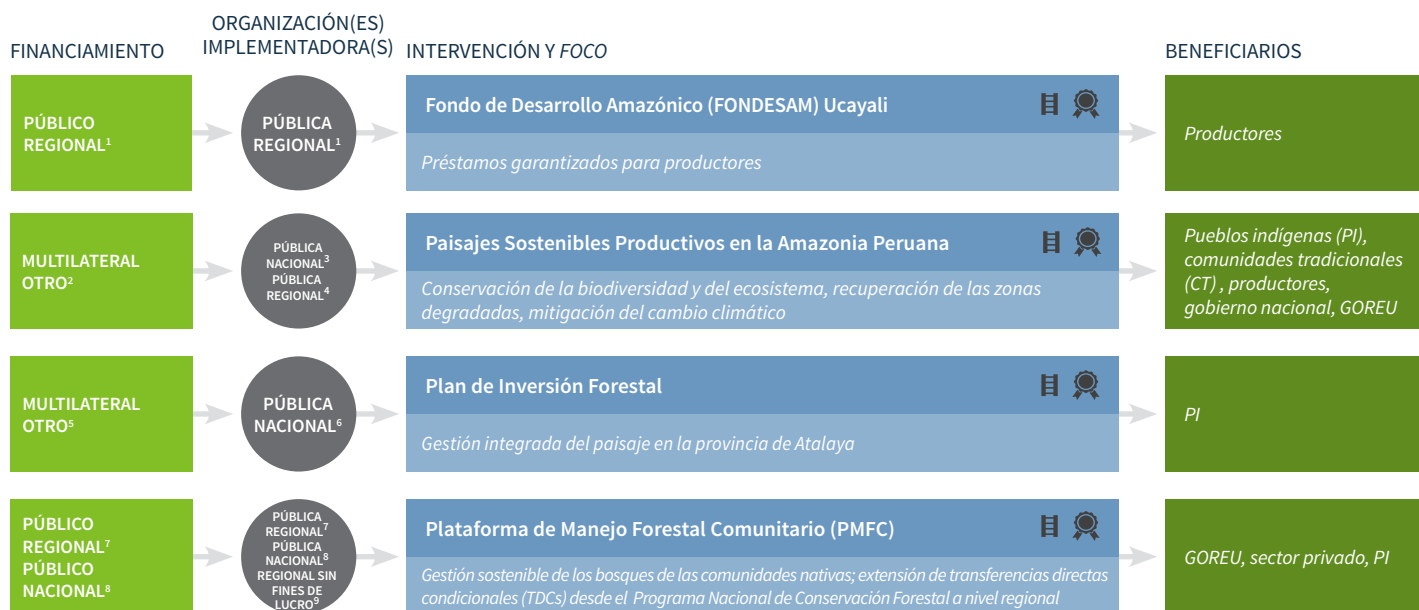 FINANCIAMIENTO
ORGANIZACIÓN(ES)
IMPLEMENTADORA(S)
INTERVENCIÓN Y FOCO
BENEFICIARIOS
PÚBLICO
REGIONAL¹
PÚBLICA
REGIONAL¹
Fondo de Desarrollo Amazónico (FONDESAM) Ucayali
Préstamos garantizados para productores
Productores
MULTILATERAL
OTRO²
PÚBLICA
NACIONAL³
PÚBLICA
REGIONAL⁴
Paisajes Sostenibles Productivos en la Amazonia Peruana
Conservación de la biodiversidad y del ecosistema, recuperación de las zonas
degradadas, mitigación del cambio climático
Pueblos indígenas (PI),
comunidades tradicionales
(CT) , productores,
gobierno nacional, GOREU
MULTILATERAL
OTRO⁵
PÚBLICA
NACIONAL⁶
Plan de Inversión Forestal
Gestión integrada del paisaje en la provincia de Atalaya
PI
PÚBLICO
REGIONAL⁷
PÚBLICO
NACIONAL⁸
PÚBLICA
REGIONAL⁷
PÚBLICA
NACIONAL⁸
REGIONAL SIN
FINES DE
LUCRO⁹
Plataforma de Manejo Forestal Comunitario (PMFC)
Gestión sostenible de los bosques de las comunidades nativas; extensión de transferencias directas
condicionales (TDCs) desde el Programa Nacional de Conservación Forestal a nivel regional
GOREU, sector privado, PI